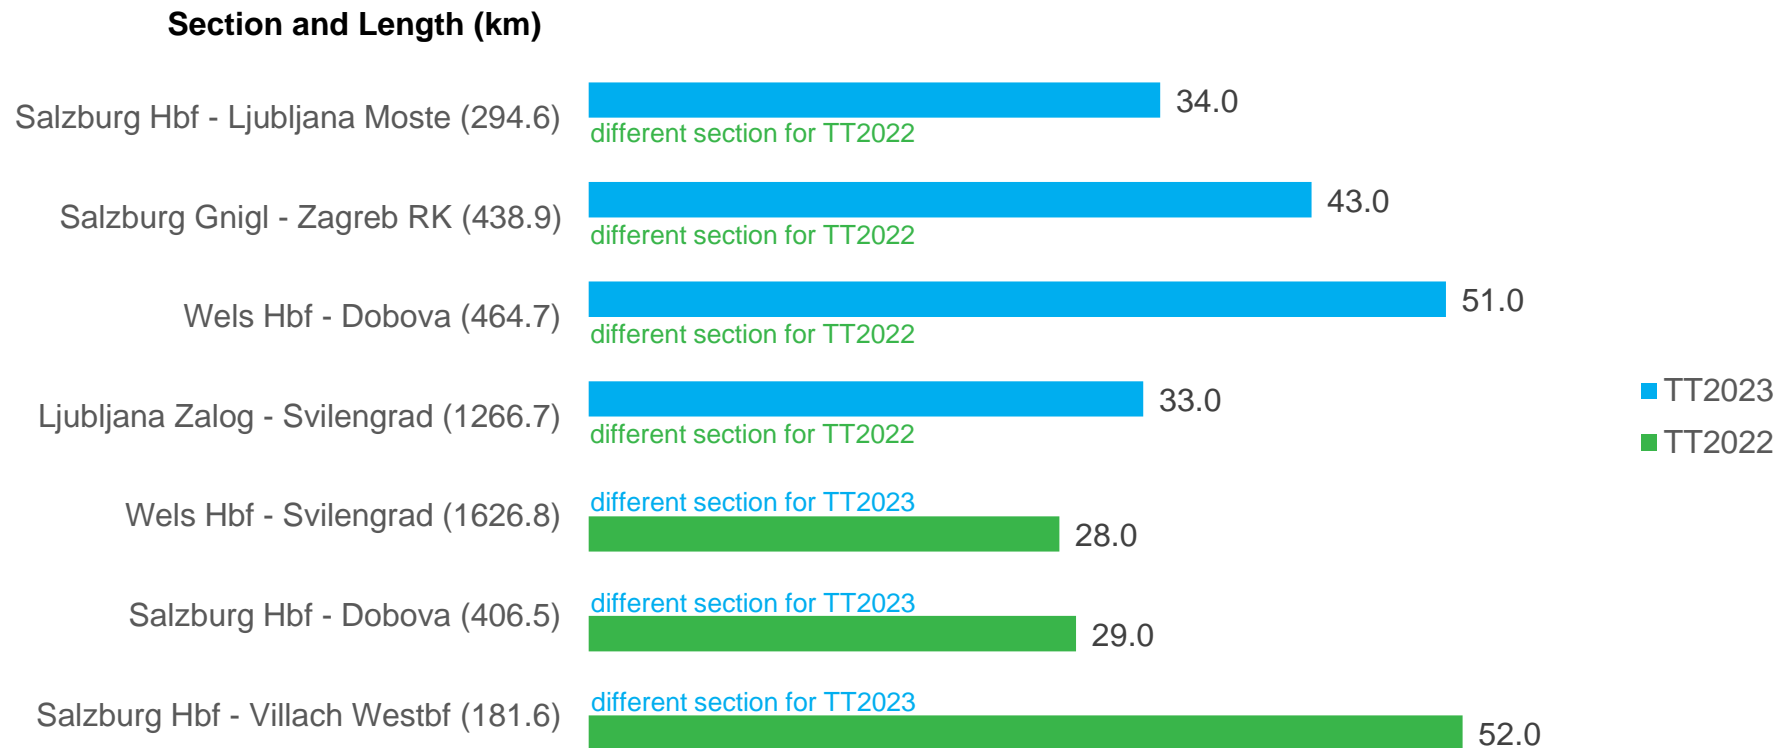 Section and Length (km)
Salzburg Hbf - Ljubljana Moste (294.6)
34.0
different section for TT2022
Salzburg Gnigl - Zagreb RK (438.9)
43.0
different section for TT2022
Wels Hbf - Dobova (464.7)
51.0
different section for TT2022
Ljubljana Zalog - Svilengrad (1266.7)
33.0
different section for TT2022
TT2023
TT2022
Wels Hbf - Svilengrad (1626.8)
different section for TT2023
28.0
Salzburg Hbf - Dobova (406.5)
different section for TT2023
29.0
Salzburg Hbf - Villach Westbf (181.6)
different section for TT2023
52.0